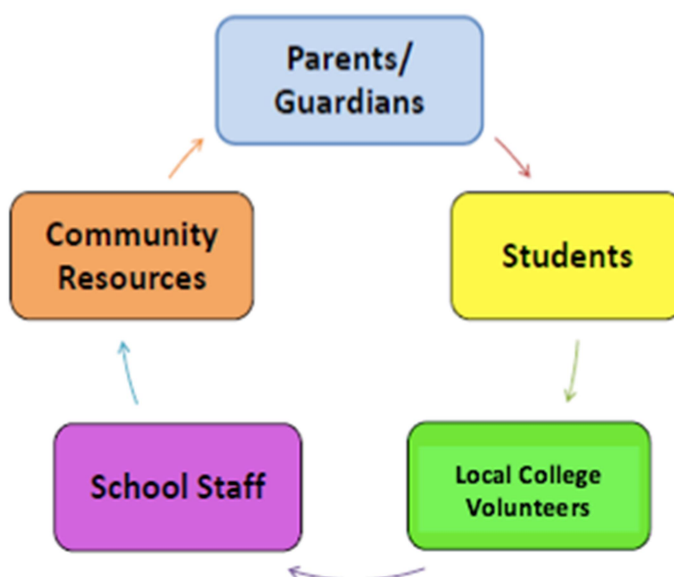 Parents/
Guardians
Students
Local College
Volunteers
School Staff
Community
Resources